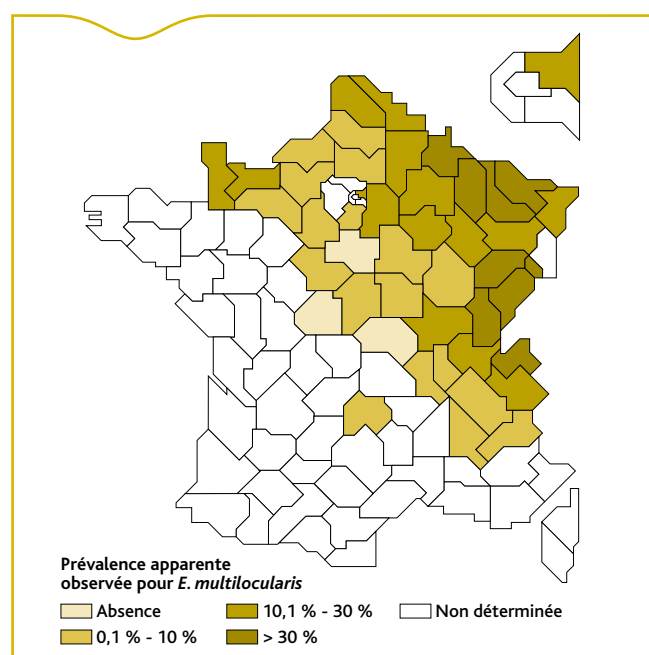 Prévalence apparente
observée pour E. multilocularis
Absence
10,1 % - 30 %
Non déterminée
0,1 % - 10 %
> 30 %